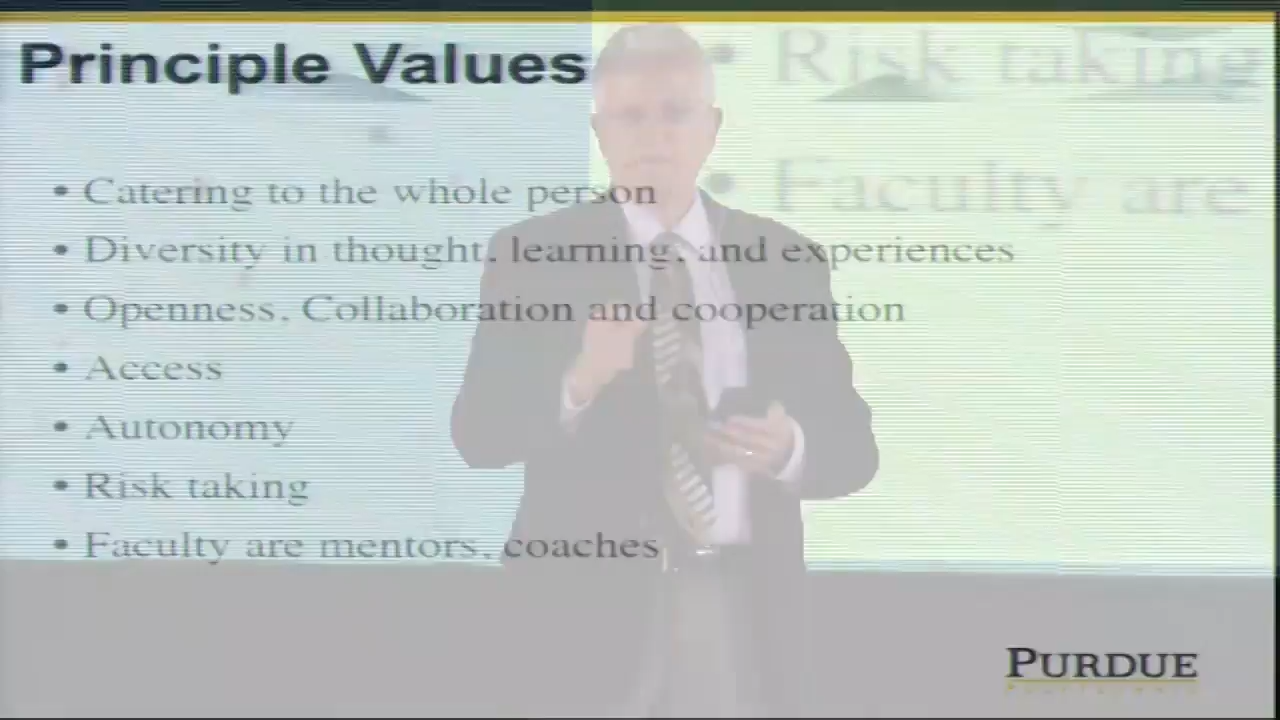 Principle Values
• Catering to the whole person
• Diversity in thought, learning, and experiences
• Openness, Collaboration and cooperation
• Access
• Autonomy
• Risk taking
• Faculty are mentors, coaches
• Risk taking
• Faculty are
PURDUE